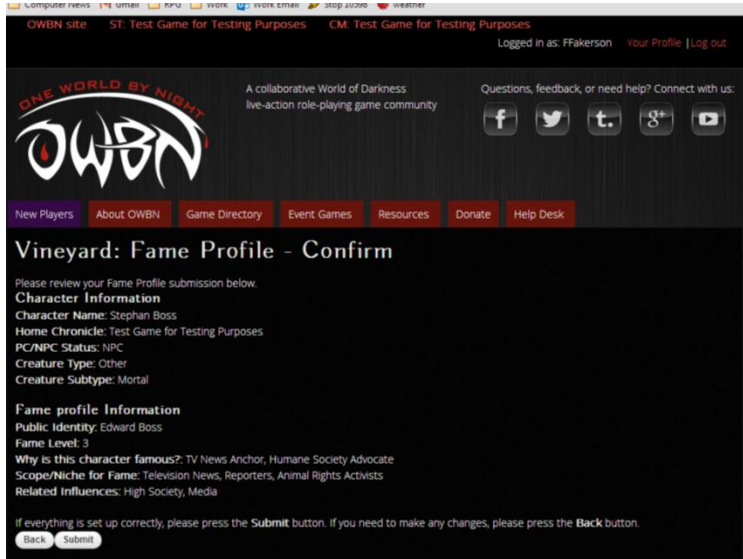 Computer News Gmail RPG Work Work Email Stop 10598 weather
OWBN site ST: Test Game for Testing Purposes CM: Test Game for Testing Purposes
Logged in as: FFakerson Your Profile |Log out
ONE WORLD BY NIGHT
OWBN
A collaborative World of Darkness
live-action role-playing game community
Questions, feedback, or need help? Connect with us:
f t. g+
New Players About OWBN Game Directory Event Games Resources Donate Help Desk
Vineyard: Fame Profile - Confirm
Please review your Fame Profile submission below.
Character Information
Character Name: Stephan Boss
Home Chronicle: Test Game for Testing Purposes
PC/NPC Status: NPC
Creature Type: Other
Creature Subtype: Mortal
Fame profile Information
Public Identity: Edward Boss
Fame Level: 3
Why is this character famous?: TV News Anchor, Humane Society Advocate
Scope/Niche for Fame: Television News, Reporters, Animal Rights Activists
Related Influences: High Society, Media
If everything is set up correctly, please press the Submit button. If you need to make any changes, please press the Back button.
Back Submit